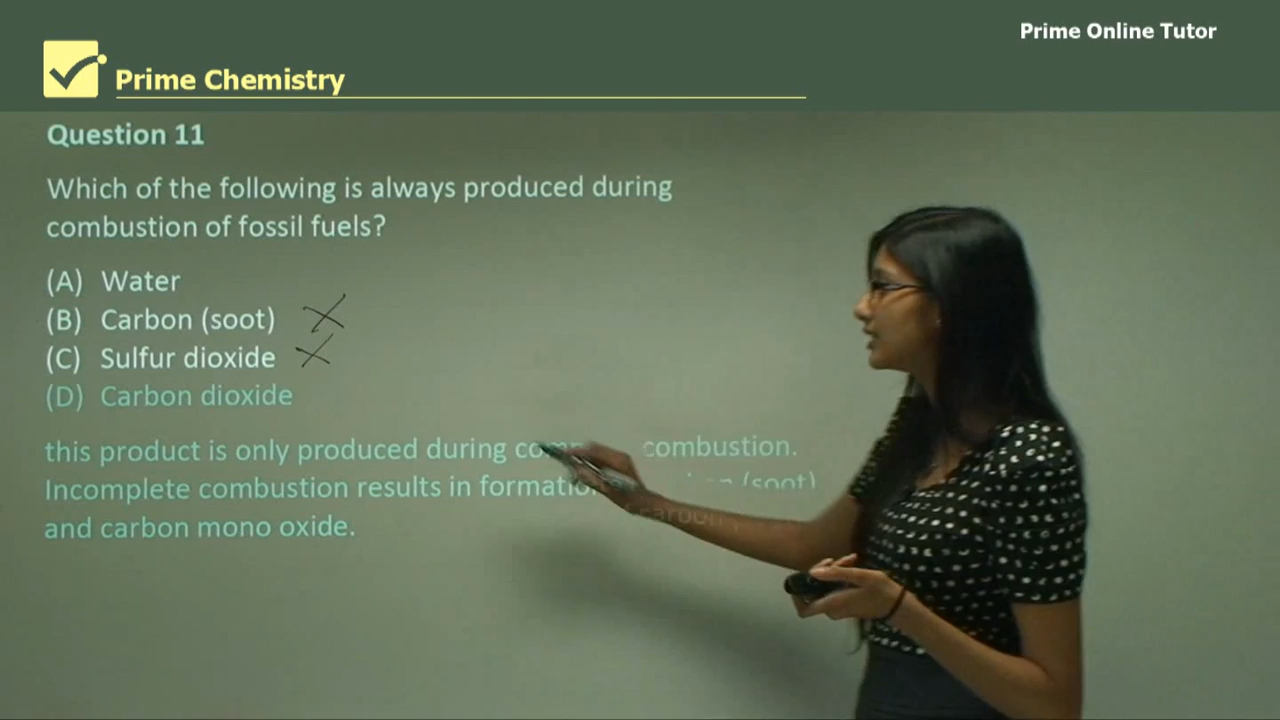 Prime Online Tutor
Prime Chemistry
Question 11
Which of the following is always produced during
combustion of fossil fuels?
(A) Water
(B) Carbon (soot)
(C) Sulfur dioxide
(D) Carbon dioxide
this product is only produced during combustion.
Incomplete combustion results in (soot)
and carbon mono oxide.